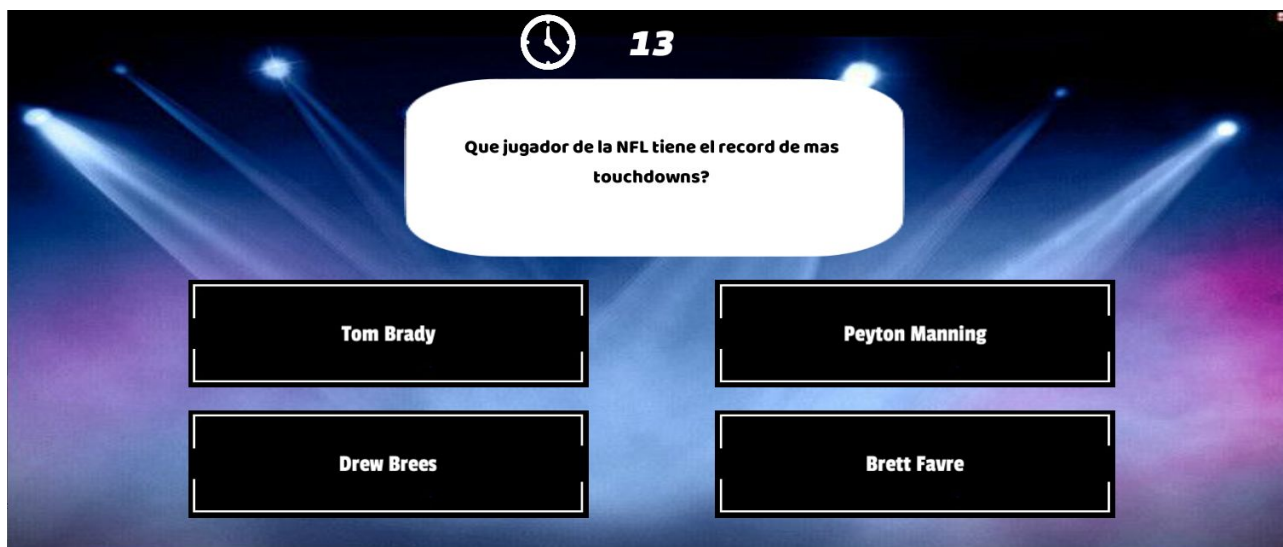 13
Que jugador de la NFL tiene el record de mas
touchdowns?
Tom Brady
Peyton Manning
Drew Brees
Brett Favre